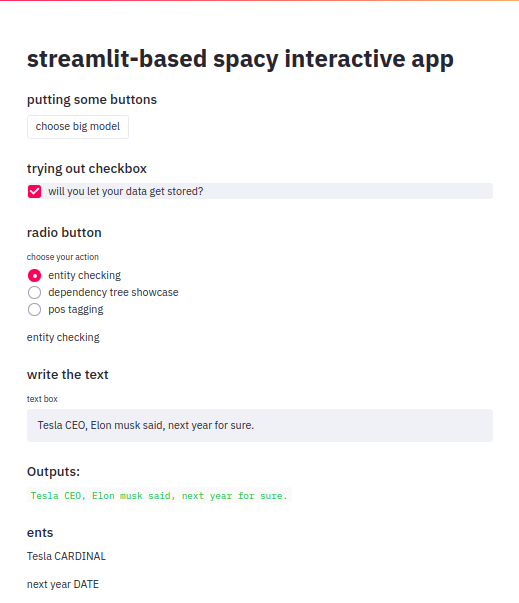 streamlit-based spacy interactive app
putting some buttons
choose big model
trying out checkbox
will you let your data get stored?
radio button
choose your action
entity checking
dependency tree showcase
pos tagging
entity checking
write the text
text box
Tesla CEO, Elon musk said, next year for sure.
Outputs:
Tesla CEO, Elon musk said, next year for sure.
ents
Tesla CARDINAL
next year DATE